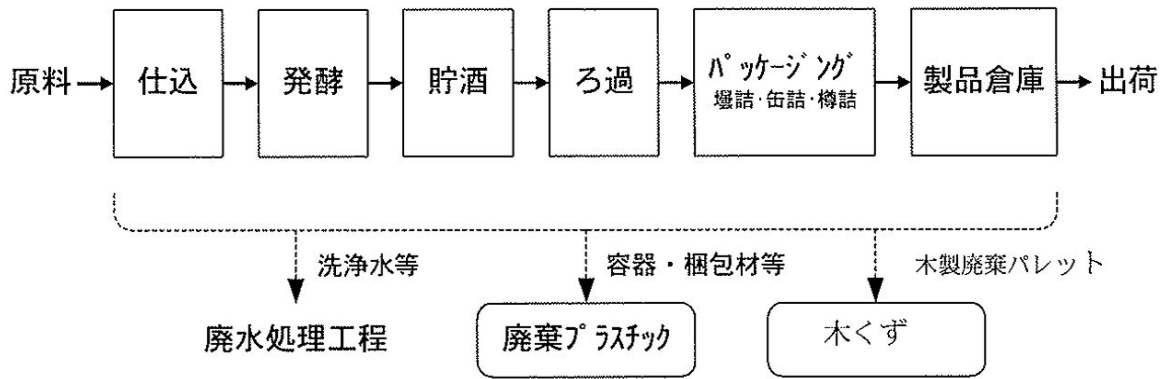 原料
仕込
発酵
貯酒
ろ過
パッケージング
壜詰・缶詰・樽詰
製品倉庫
出荷
洗浄水等
容器・梱包材等
木製廃棄パレット
廃水処理工程
廃棄プラスチック
木くず